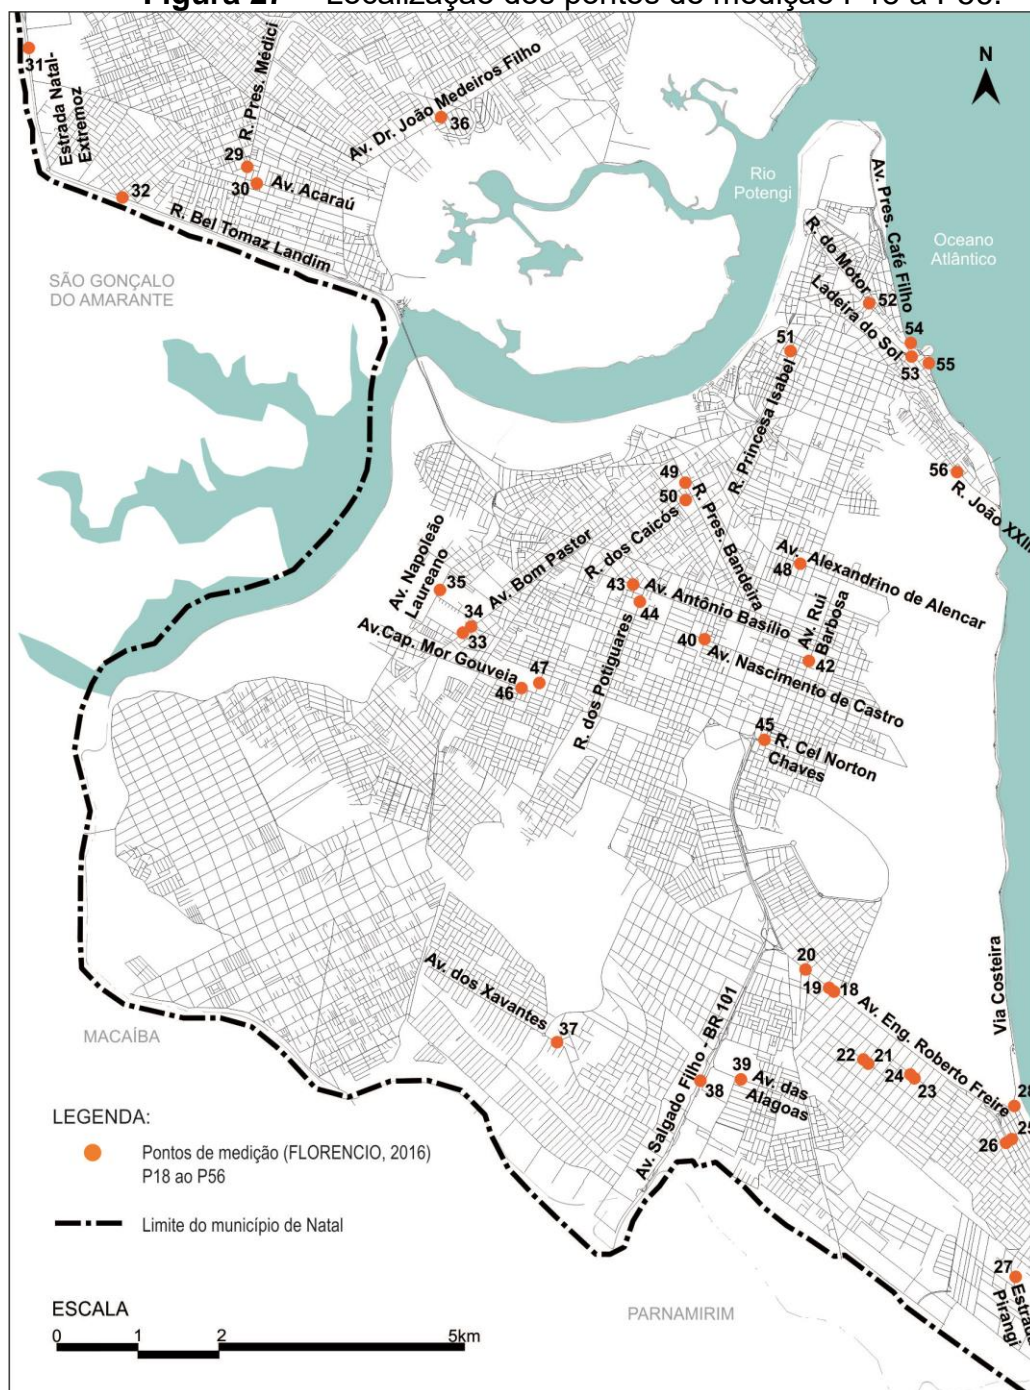 Figura 27 – Localização dos pontos de medição P18 a P56.
N
31
Estrada Natal-
Extremoz
R. Pres. Médici
Av. Dr. João Medeiros Filho
36
29
30
Av. Acaraú
32
R. Bel Tomaz Landim
SÃO GONÇALO
DO AMARANTE
Rio
Potengi
Oceano
Atlântico
Av. Pres. Café Filho
R. do Motor
52
Ladeira do Sol
54
53
55
51
R. Princesa Isabel
56
R. João XXIII
49
50
R. dos Caicós
R. Pres. Bandeira
Av. Napoleão
Laureano
35
Av. Bom Pastor
34
33
Av.Cap. Mor Gouveia
46
47
43
Av. Antônio Basílio
44
R. dos Potiguares
48
Av. Alexandrino de Alencar
Av. Rui
Barbosa
40
42
Av. Nascimento de Castro
45
R. Cel Norton
Chaves
20
19
18
Av. Eng. Roberto Freire
Via Costeira
22
21
24
23
28
25
26
Av. dos Xavantes
37
MACAÍBA
Av. Salgado Filho - BR 101
38
39
Av. das
Alagoas
27
Estrada
Pirangi
PARNAMIRIM
LEGENDA:
Pontos de medição (FLORENCIO, 2016)
P18 ao P56
Limite do município de Natal
ESCALA
0 1 2 5km